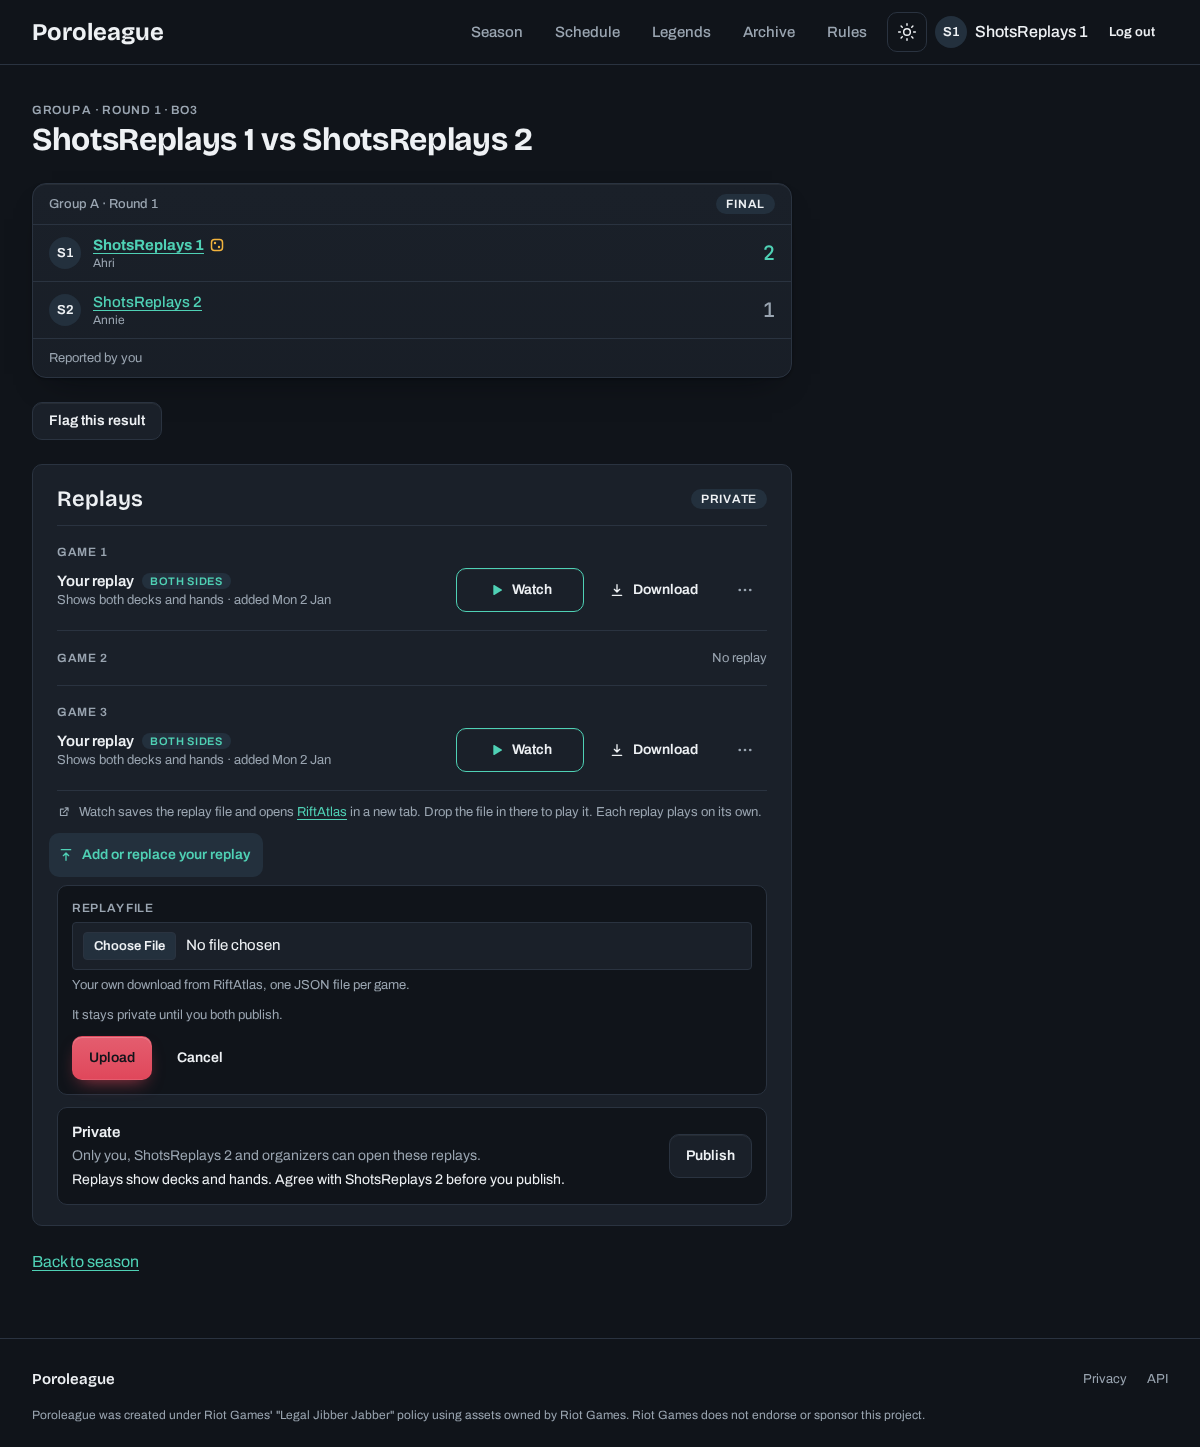 Poroleague
Season Schedule Legends Archive Rules S1 ShotsReplays 1 Log out
GROUP A · ROUND 1 · BO3
ShotsReplays 1 vs ShotsReplays 2
Group A · Round 1 FINAL
S1 ShotsReplays 1 2
Ahri
S2 ShotsReplays 2 1
Annie
Reported by you
Flag this result
Replays PRIVATE
GAME 1
Your replay BOTH SIDES Watch Download ···
Shows both decks and hands · added Mon 2 Jan
GAME 2 No replay
GAME 3
Your replay BOTH SIDES Watch Download ···
Shows both decks and hands · added Mon 2 Jan
Watch saves the replay file and opens RiftAtlas in a new tab. Drop the file in there to play it. Each replay plays on its own.
Add or replace your replay
REPLAY FILE
Choose File No file chosen
Your own download from RiftAtlas, one JSON file per game.
It stays private until you both publish.
Upload Cancel
Private
Only you, ShotsReplays 2 and organizers can open these replays.
Replays show decks and hands. Agree with ShotsReplays 2 before you publish.
Publish
Back to season
Poroleague Privacy API
Poroleague was created under Riot Games' "Legal Jibber Jabber" policy using assets owned by Riot Games. Riot Games does not endorse or sponsor this project.